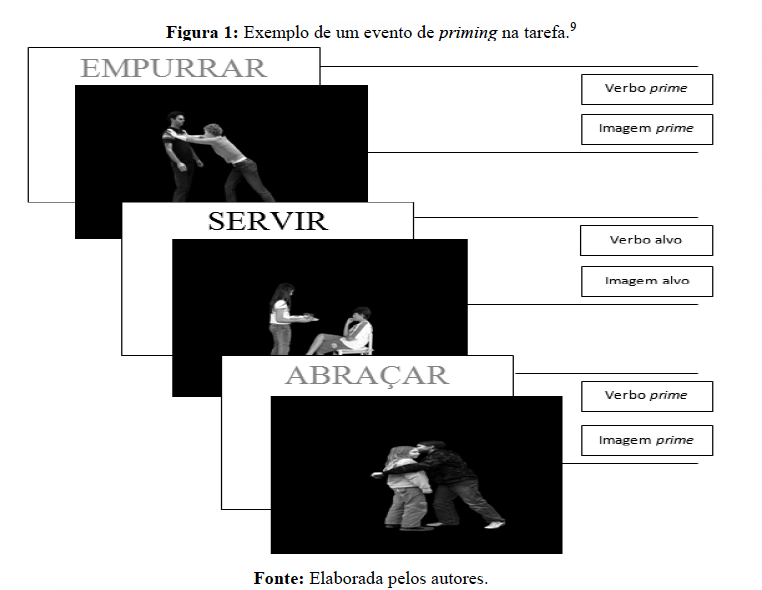 Figura 1: Exemplo de um evento de priming na tarefa.9
EMPURRAR
Verbo prime
Imagem prime
SERVIR
Verbo alvo
Imagem alvo
ABRAÇAR
Verbo prime
Imagem prime
Fonte: Elaborada pelos autores.